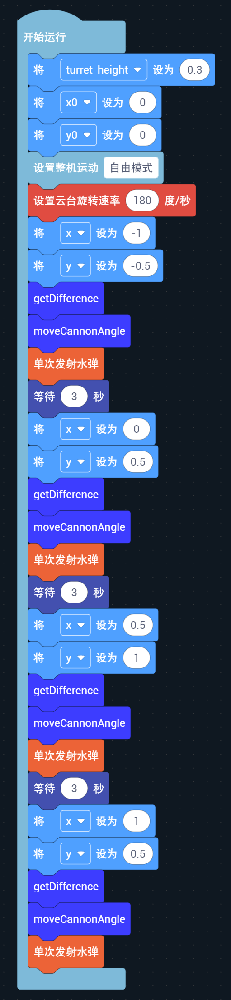 开始运行
将 turret_height 设为 0.3
将 x0 设为 0
将 y0 设为 0
设置整机运动 自由模式
设置云台旋转速率 180 度/秒
将 x 设为 -1
将 y 设为 -0.5
getDifference
moveCannonAngle
单次发射水弹
等待 3 秒
将 x 设为 0
将 y 设为 0.5
getDifference
moveCannonAngle
单次发射水弹
等待 3 秒
将 x 设为 0.5
将 y 设为 1
getDifference
moveCannonAngle
单次发射水弹
等待 3 秒
将 x 设为 1
将 y 设为 0.5
getDifference
moveCannonAngle
单次发射水弹